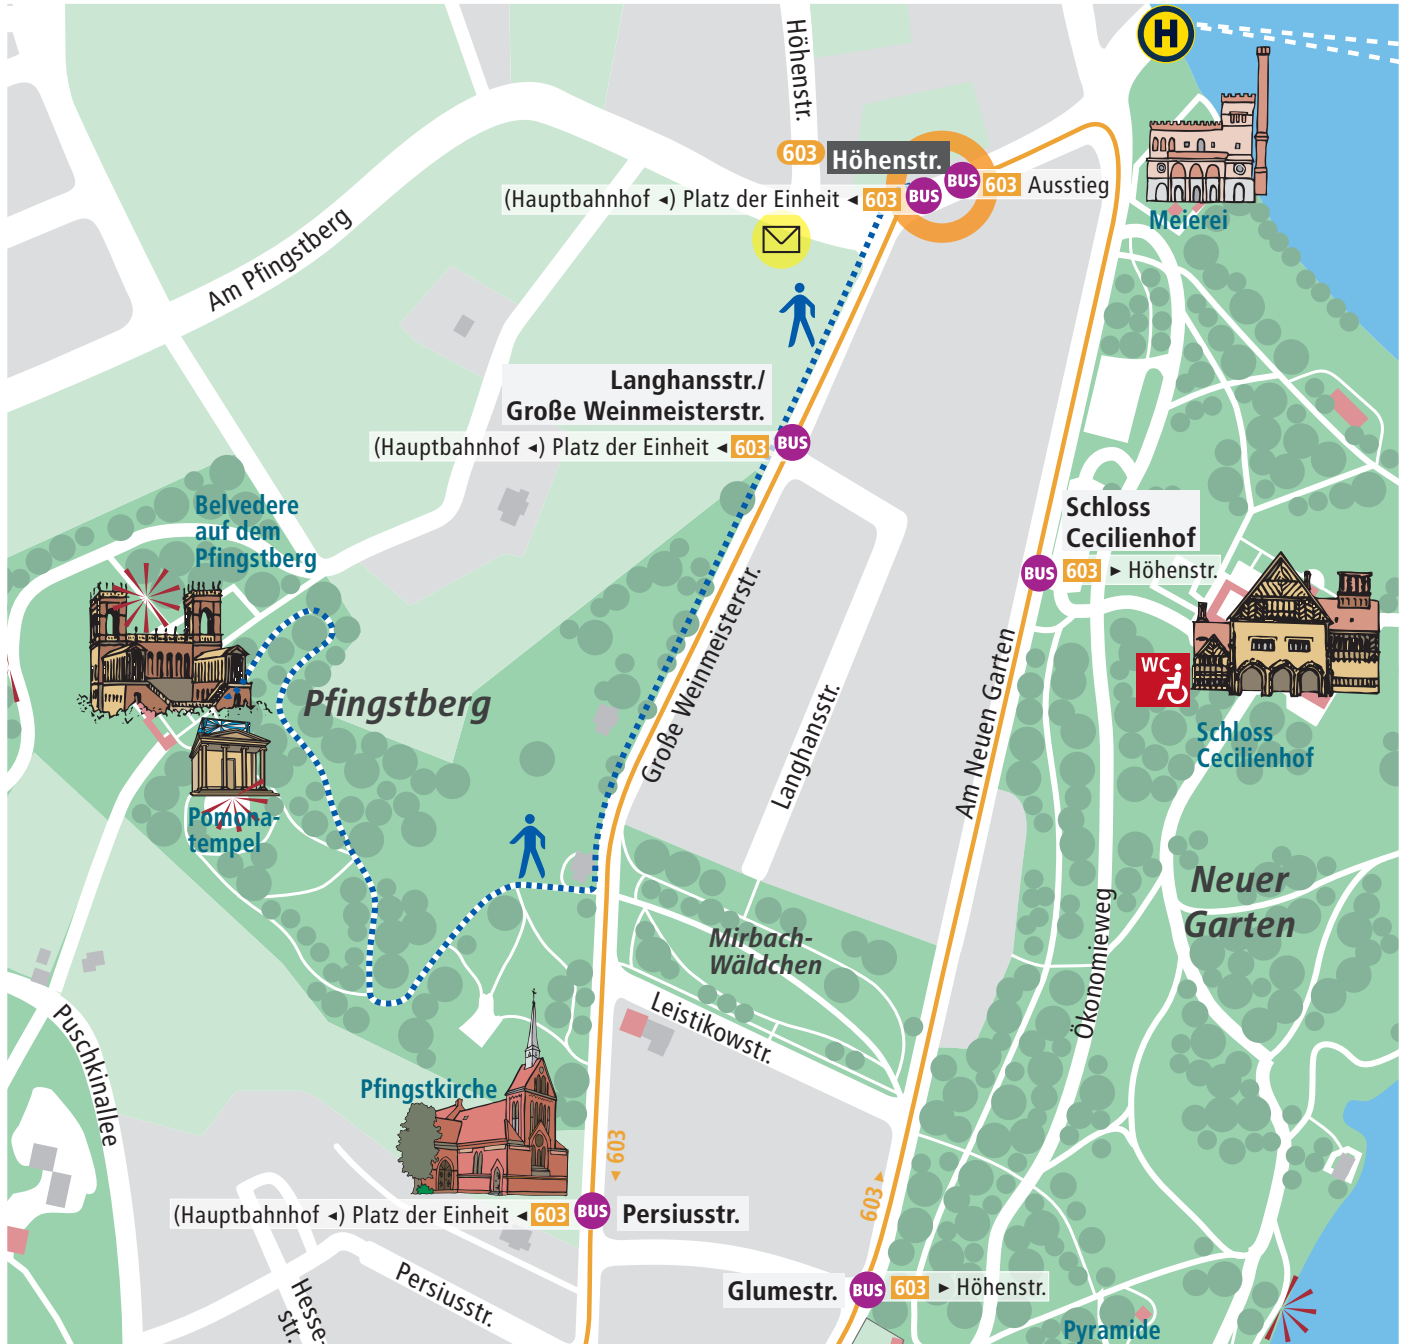 H
Höhenstr.
603
Höhenstr.
BUS
603 Ausstieg
(Hauptbahnhof ◄) Platz der Einheit ◄ 603
BUS
Meierei
Am Pfingstberg
Langhansstr./
Große Weinmeisterstr.
(Hauptbahnhof ◄) Platz der Einheit ◄ 603
BUS
Belvedere
auf dem
Pfingstberg
Schloss
Cecilienhof
BUS
603 ► Höhenstr.
Große Weinmeisterstr.
Langhansstr.
Am Neuen Garten
WC
Schloss
Cecilienhof
Pfingstberg
Pomona-
tempel
Neuer
Garten
Mirbach-
Wäldchen
Ökonomieweg
Leistikowstr.
Puschkinallee
Pfingstkirche
◄ 603
603 ►
(Hauptbahnhof ◄) Platz der Einheit ◄ 603
BUS
Persiusstr.
Persiusstr.
Hesse-
str.
Glumestr.
BUS
603 ► Höhenstr.
Pyramide